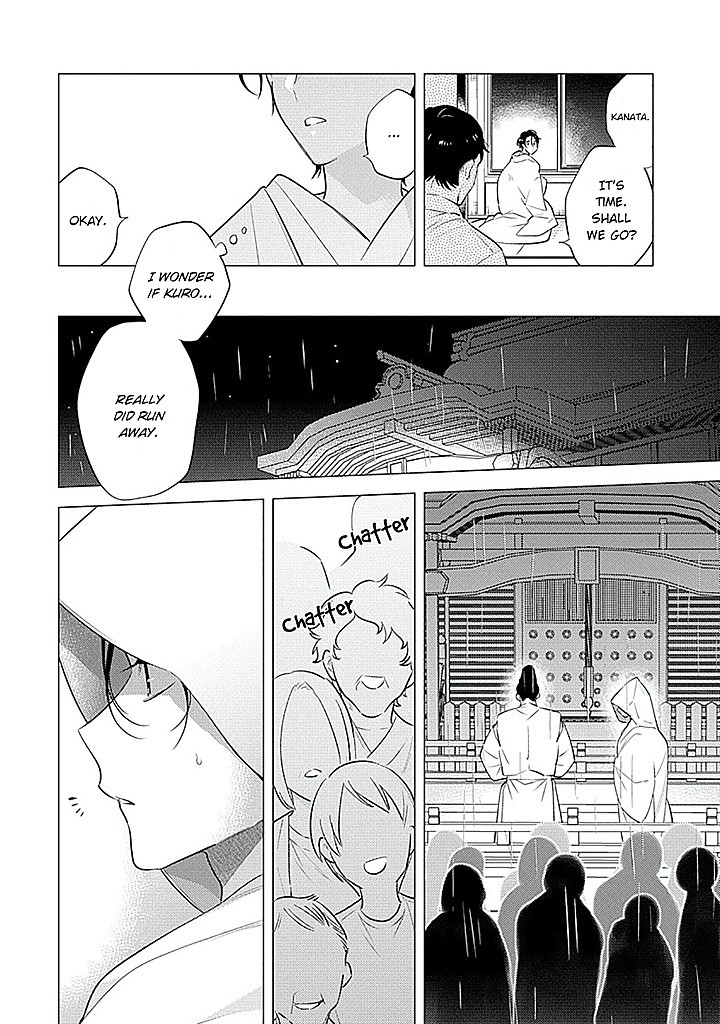 KANATA.
IT'S
TIME.
SHALL
WE GO?
...
OKAY.
I WONDER
IF KURO...
REALLY
DID RUN
AWAY.
Chatter
Chatter